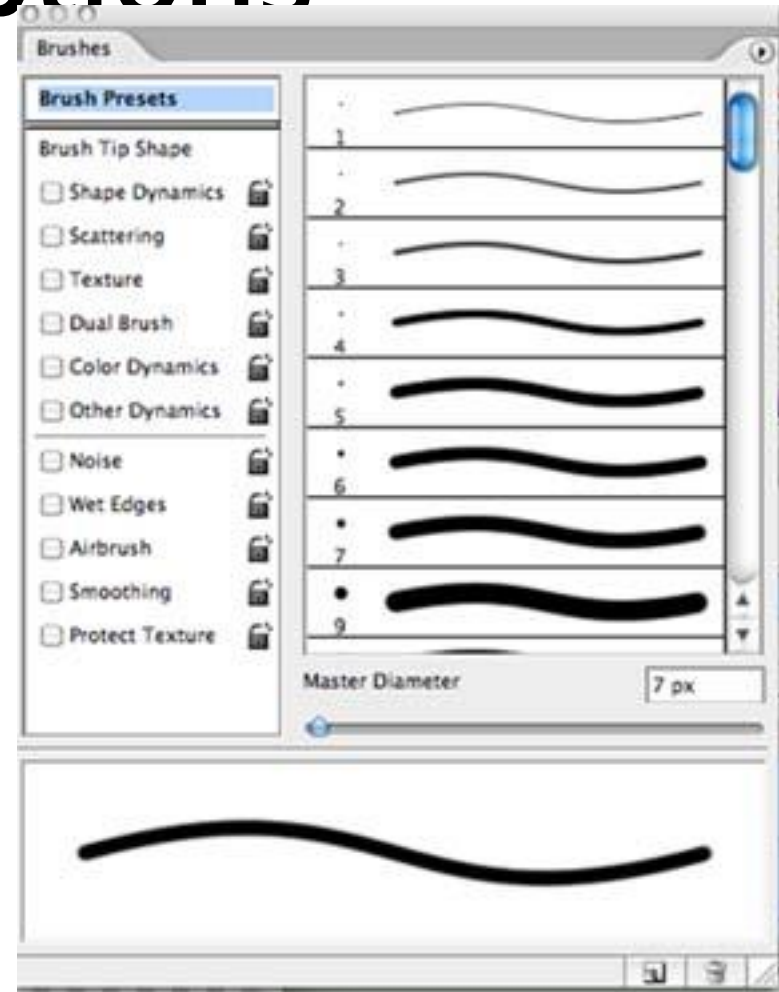 Brushes
Brush Presets
Brush Tip Shape
Shape Dynamics
Scattering
Texture
Dual Brush
Color Dynamics
Other Dynamics
Noise
Wet Edges
Airbrush
Smoothing
Protect Texture
1
2
3
4
5
6
7
9
Master Diameter
7 px